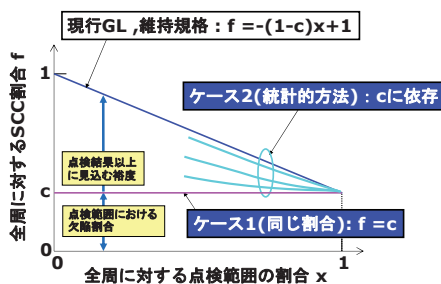 現行GL ,維持規格：f =-(1-c)x+1
ケース2(統計的方法)：cに依存
全周に対するSCC割合 f
1
点検結果以上
に見込む裕度
c
点検範囲における
欠陥割合
ケース1(同じ割合): f =c
0
0
1
全周に対する点検範囲の割合 x